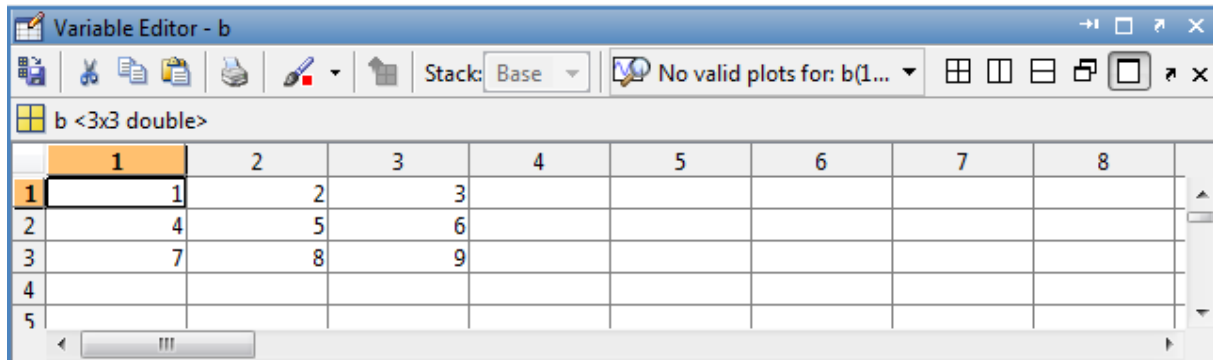 Variable Editor - b
Stack: Base No valid plots for: b(1...
b <3x3 double>
1 2 3 4 5 6 7 8
1 1 2 3
2 4 5 6
3 7 8 9
4
5